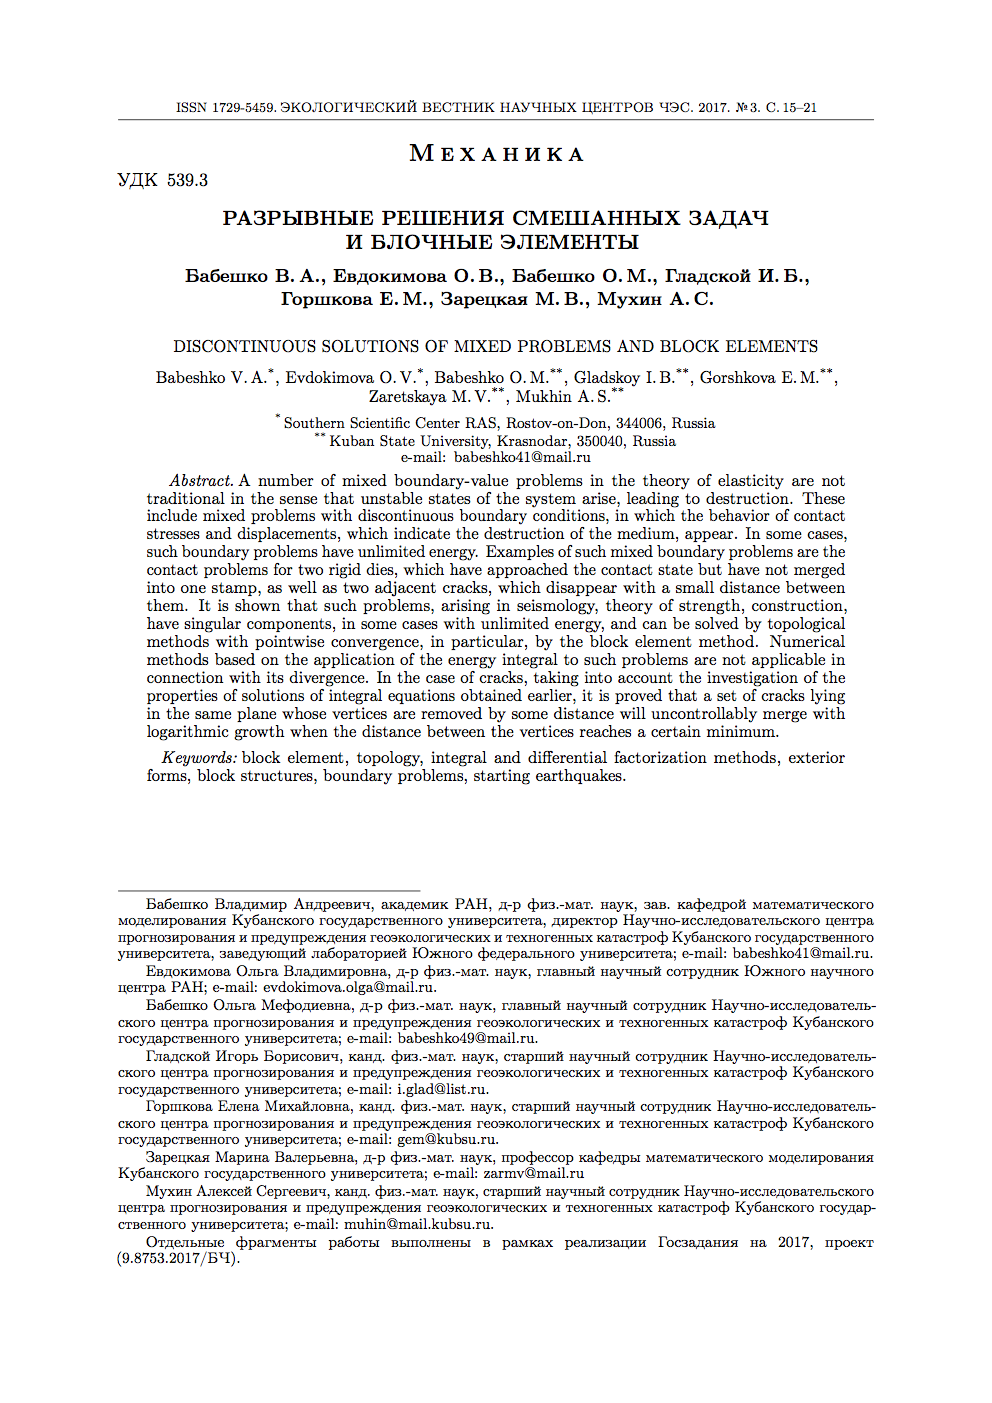 ISSN 1729-5459. ЭКОЛОГИЧЕСКИЙ ВЕСТНИК НАУЧНЫХ ЦЕНТРОВ ЧЭС. 2017. №3. С. 15–21
Механика
УДК 539.3
РАЗРЫВНЫЕ РЕШЕНИЯ СМЕШАННЫХ ЗАДАЧ
И БЛОЧНЫЕ ЭЛЕМЕНТЫ
Бабешко В. А., Евдокимова О. В., Бабешко О. М., Гладской И. Б.,
Горшкова Е. М., Зарецкая М. В., Мухин А. С.
DISCONTINUOUS SOLUTIONS OF MIXED PROBLEMS AND BLOCK ELEMENTS
Babeshko V. A.*, Evdokimova O. V.*, Babeshko O. M.**, Gladskoy I. B.**, Gorshkova E. M.**,
Zaretskaya M. V.**, Mukhin A. S.**
* Southern Scientific Center RAS, Rostov-on-Don, 344006, Russia
** Kuban State University, Krasnodar, 350040, Russia
e-mail: babeshko41@mail.ru
Abstract. A number of mixed boundary-value problems in the theory of elasticity are not
traditional in the sense that unstable states of the system arise, leading to destruction. These
include mixed problems with discontinuous boundary conditions, in which the behavior of contact
stresses and displacements, which indicate the destruction of the medium, appear. In some cases,
such boundary problems have unlimited energy. Examples of such mixed boundary problems are the
contact problems for two rigid dies, which have approached the contact state but have not merged
into one stamp, as well as two adjacent cracks, which disappear with a small distance between
them. It is shown that such problems, arising in seismology, theory of strength, construction,
have singular components, in some cases with unlimited energy, and can be solved by topological
methods with pointwise convergence, in particular, by the block element method. Numerical
methods based on the application of the energy integral to such problems are not applicable in
connection with its divergence. In the case of cracks, taking into account the investigation of the
properties of solutions of integral equations obtained earlier, it is proved that a set of cracks lying
in the same plane whose vertices are removed by some distance will uncontrollably merge with
logarithmic growth when the distance between the vertices reaches a certain minimum.
Keywords: block element, topology, integral and differential factorization methods, exterior
forms, block structures, boundary problems, starting earthquakes.
Бабешко Владимир Андреевич, академик РАН, д-р физ.-мат. наук, зав. кафедрой математического
моделирования Кубанского государственного университета, директор Научно-исследовательского центра
прогнозирования и предупреждения геоэкологических и техногенных катастроф Кубанского государственного
университета, заведующий лабораторией Южного федерального университета; e-mail: babeshko41@mail.ru.
Евдокимова Ольга Владимировна, д-р физ.-мат. наук, главный научный сотрудник Южного научного
центра РАН; e-mail: evdokimova.olga@mail.ru.
Бабешко Ольга Мефодиевна, д-р физ.-мат. наук, главный научный сотрудник Научно-исследователь-
ского центра прогнозирования и предупреждения геоэкологических и техногенных катастроф Кубанского
государственного университета; e-mail: babeshko49@mail.ru.
Гладской Игорь Борисович, канд. физ.-мат. наук, старший научный сотрудник Научно-исследователь-
ского центра прогнозирования и предупреждения геоэкологических и техногенных катастроф Кубанского
государственного университета; e-mail: i.glad@list.ru.
Горшкова Елена Михайловна, канд. физ.-мат. наук, старший научный сотрудник Научно-исследователь-
ского центра прогнозирования и предупреждения геоэкологических и техногенных катастроф Кубанского
государственного университета; e-mail: gem@kubsu.ru.
Зарецкая Марина Валерьевна, д-р физ.-мат. наук, профессор кафедры математического моделирования
Кубанского государственного университета; e-mail: zarmv@mail.ru
Мухин Алексей Сергеевич, канд. физ.-мат. наук, старший научный сотрудник Научно-исследовательского
центра прогнозирования и предупреждения геоэкологических и техногенных катастроф Кубанского государ-
ственного университета; e-mail: muhin@mail.kubsu.ru.
Отдельные фрагменты работы выполнены в рамках реализации Госзадания на 2017, проект
(9.8753.2017/БЧ).